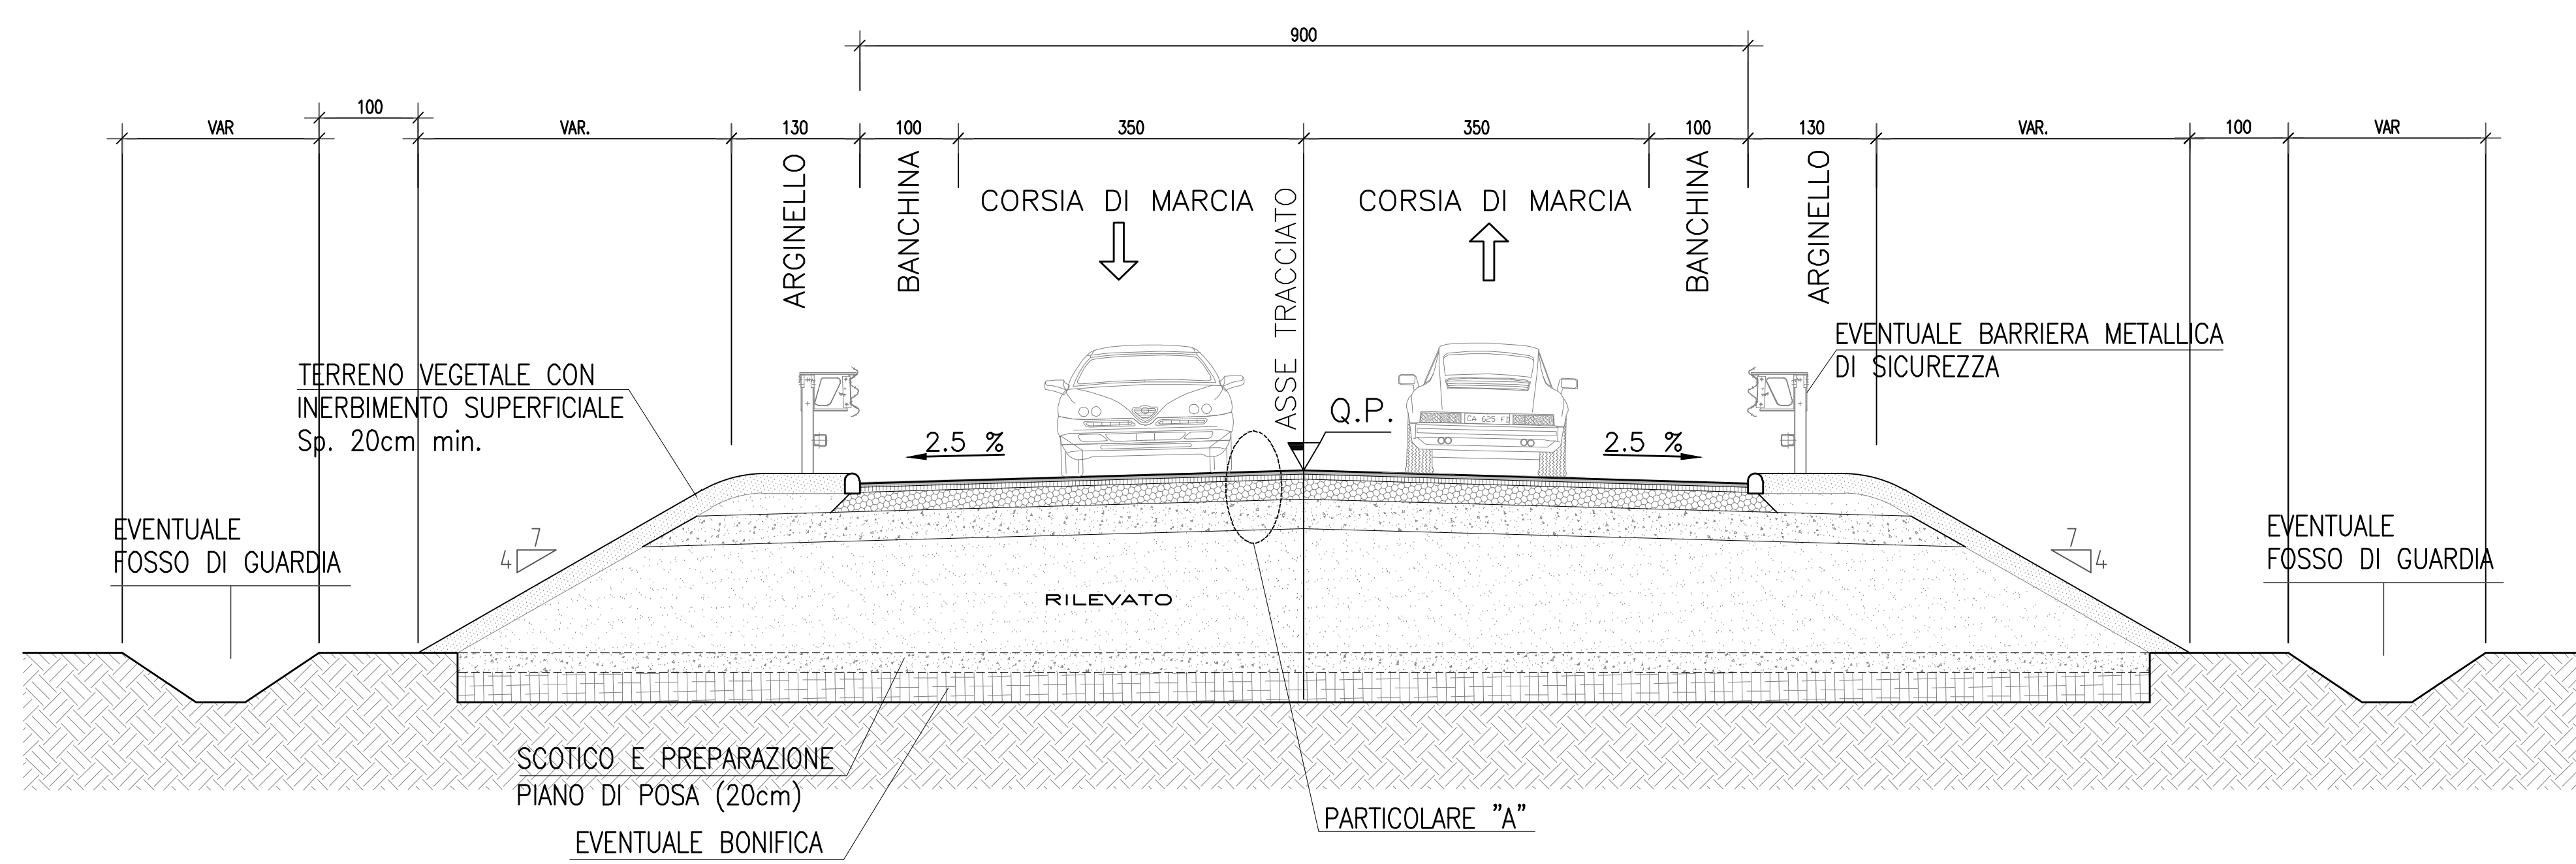 900
100
VAR
VAR.
130
100
350
350
100
130
VAR.
100
VAR
ARGINELLO
BANCHINA
CORSIA DI MARCIA
ASSE TRACCIATO
CORSIA DI MARCIA
BANCHINA
ARGINELLO
EVENTUALE BARRIERA METALLICA
DI SICUREZZA
TERRENO VEGETALE CON
INERBIMENTO SUPERFICIALE
Sp. 20cm min.
2.5 %
Q.P.
CA 625 FI
2.5 %
EVENTUALE
FOSSO DI GUARDIA
7
4
7
4
EVENTUALE
FOSSO DI GUARDIA
RILEVATO
SCOTICO E PREPARAZIONE
PIANO DI POSA (20cm)
EVENTUALE BONIFICA
PARTICOLARE "A"